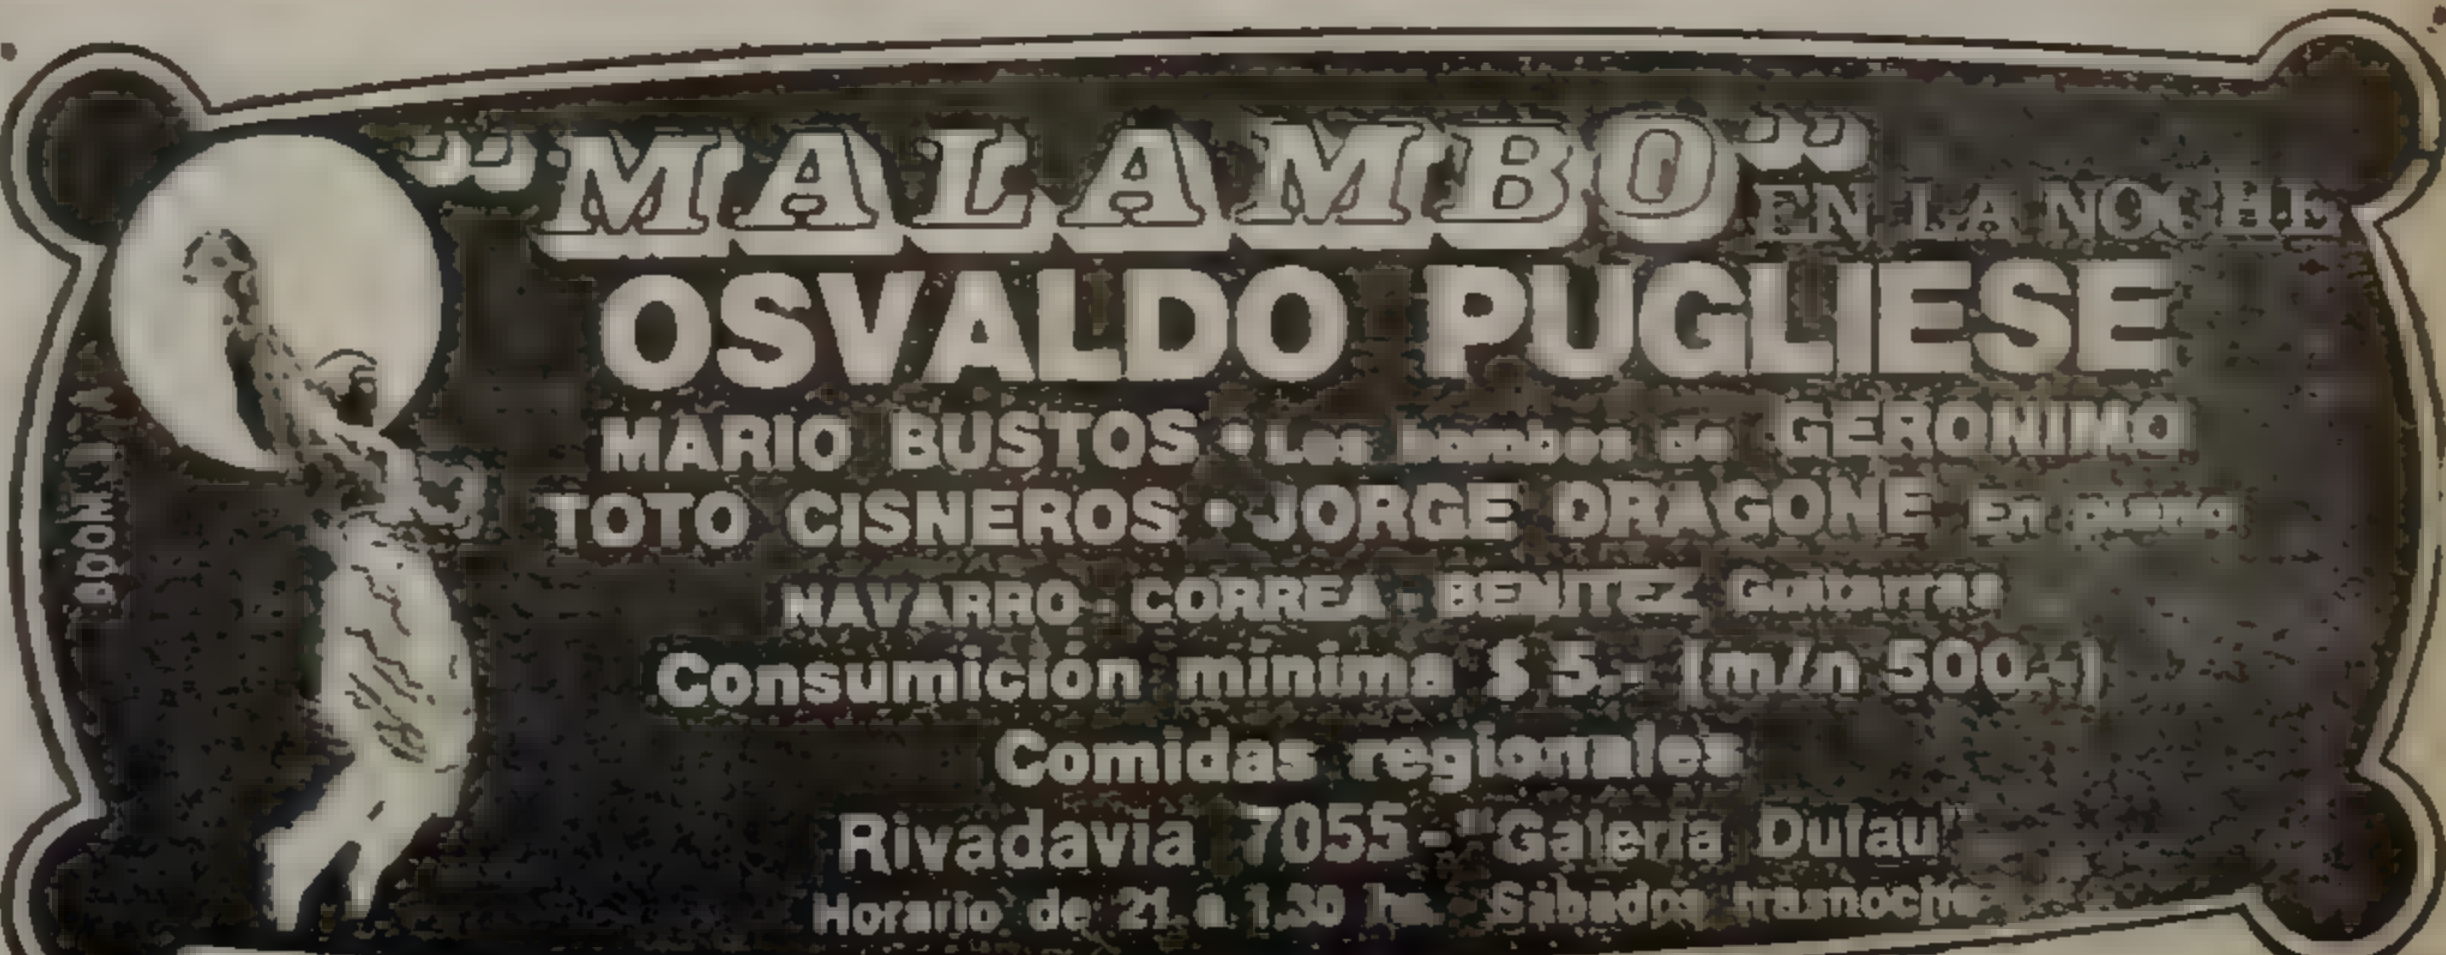 "MALAMBO" EN LA NOCHE
OSVALDO PUGLIESE
MARIO BUSTOS • Los bombos de GERONIMO
TOTO CISNEROS • JORGE DRAGONE En piano
NAVARRO - CORREA - BENITEZ Guitarras
Consumición mínima $ 5.- (m/n 500.-)
Comidas regionales
Rivadavia 7055 - "Galería Dufau"
Horario de 21 a 1.30 hs. - Sábados trasnoche